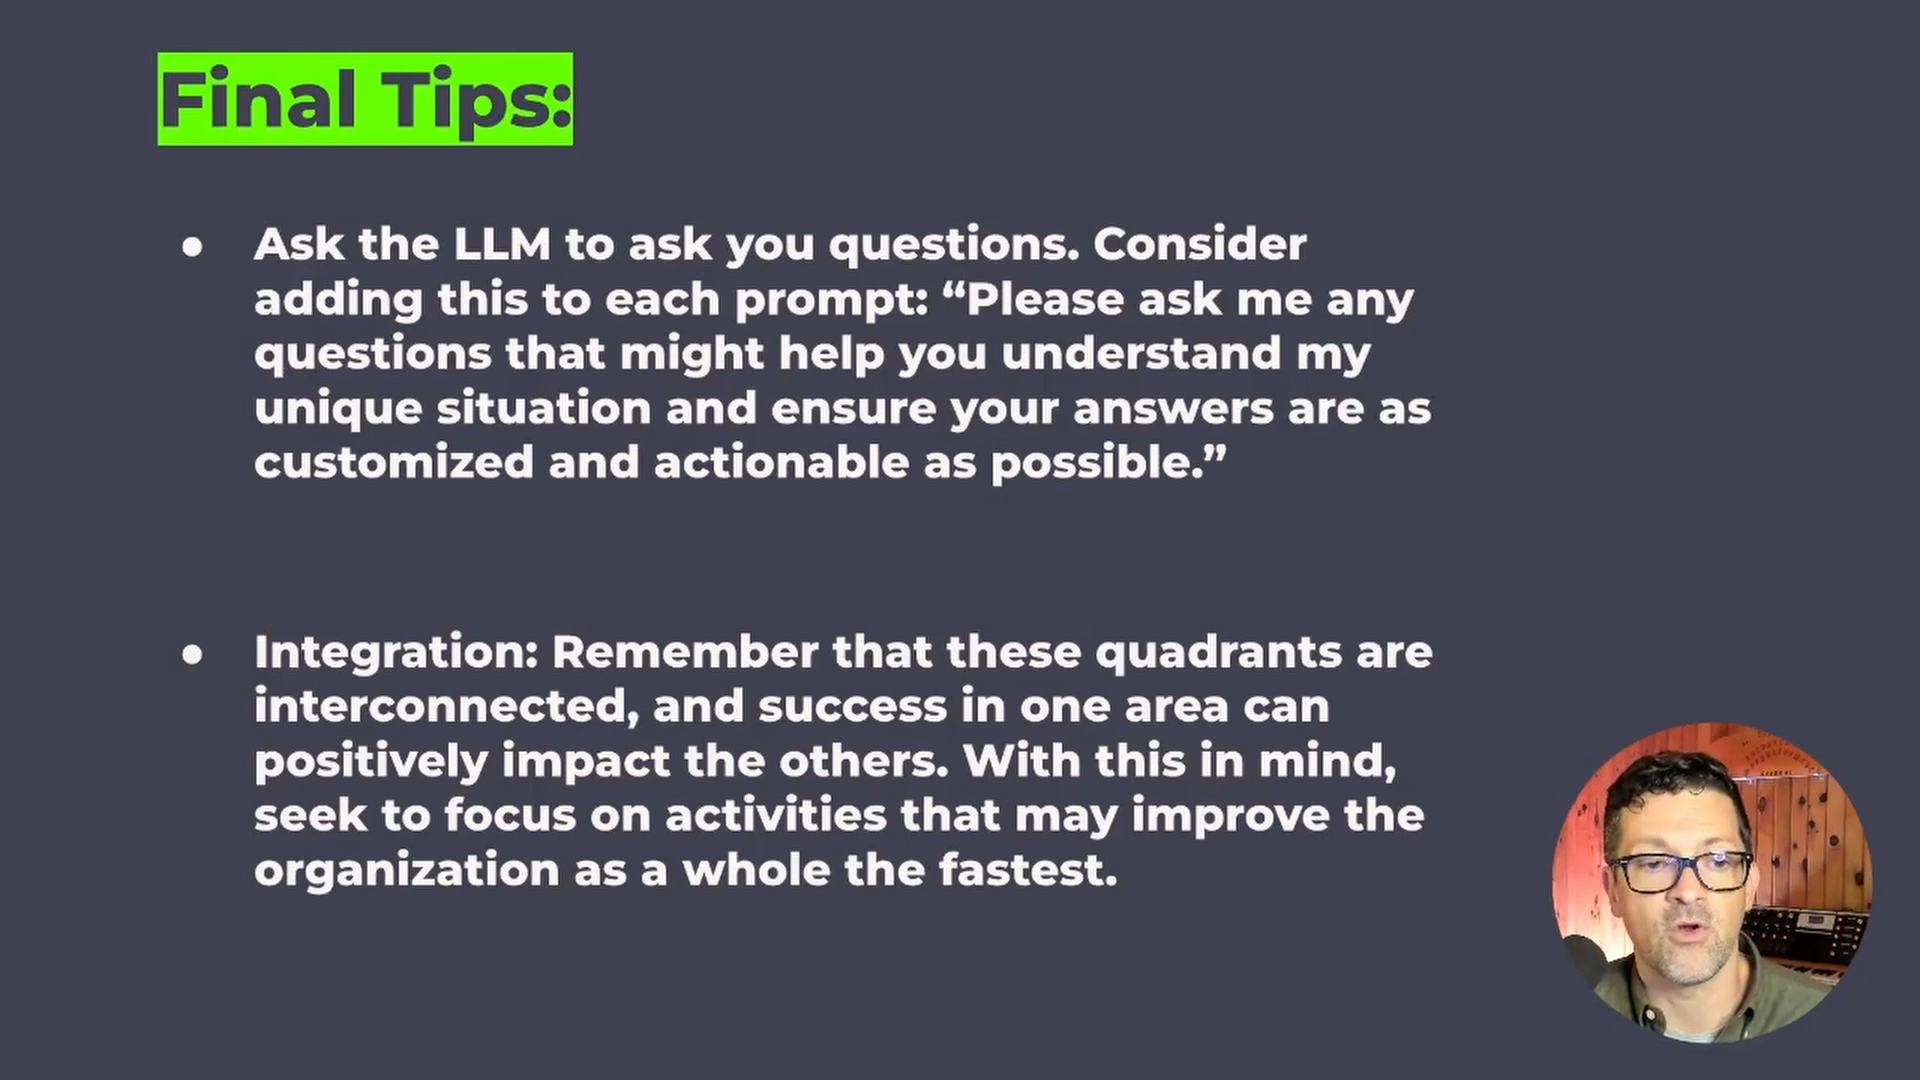 Final Tips:
● Ask the LLM to ask you questions. Consider
adding this to each prompt: “Please ask me any
questions that might help you understand my
unique situation and ensure your answers are as
customized and actionable as possible.”
● Integration: Remember that these quadrants are
interconnected, and success in one area can
positively impact the others. With this in mind,
seek to focus on activities that may improve the
organization as a whole the fastest.